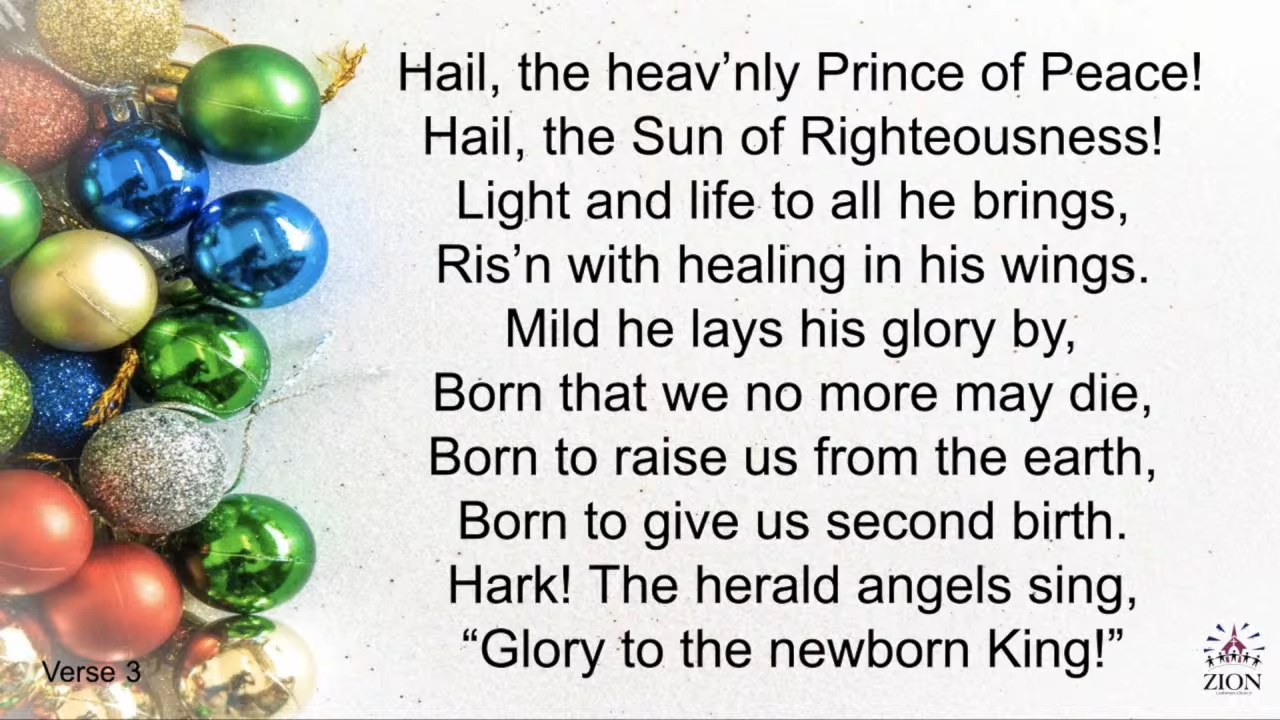 Hail, the heav’nly Prince of Peace!
Hail, the Sun of Righteousness!
Light and life to all he brings,
Ris’n with healing in his wings.
Mild he lays his glory by,
Born that we no more may die,
Born to raise us from the earth,
Born to give us second birth.
Hark! The herald angels sing,
“Glory to the newborn King!”
Verse 3
ZION